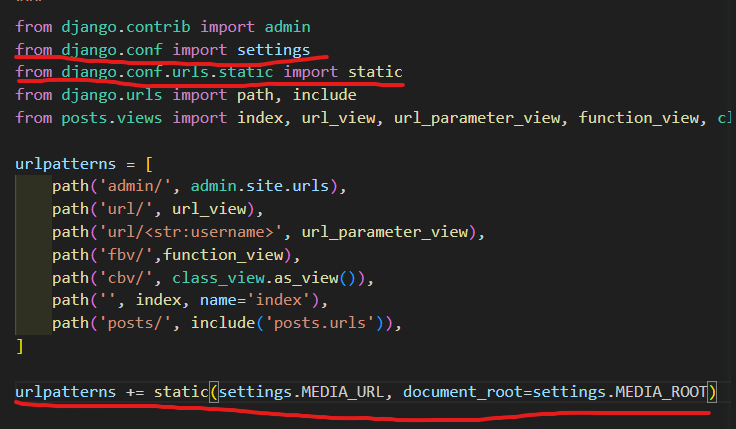 """
from django.contrib import admin
from django.conf import settings
from django.conf.urls.static import static
from django.urls import path, include
from posts.views import index, url_view, url_parameter_view, function_view, cl
urlpatterns = [
    path('admin/', admin.site.urls),
    path('url/', url_view),
    path('url/<str:username>', url_parameter_view),
    path('fbv/',function_view),
    path('cbv/', class_view.as_view()),
    path('', index, name='index'),
    path('posts/', include('posts.urls')),
]
urlpatterns += static(settings.MEDIA_URL, document_root=settings.MEDIA_ROOT)